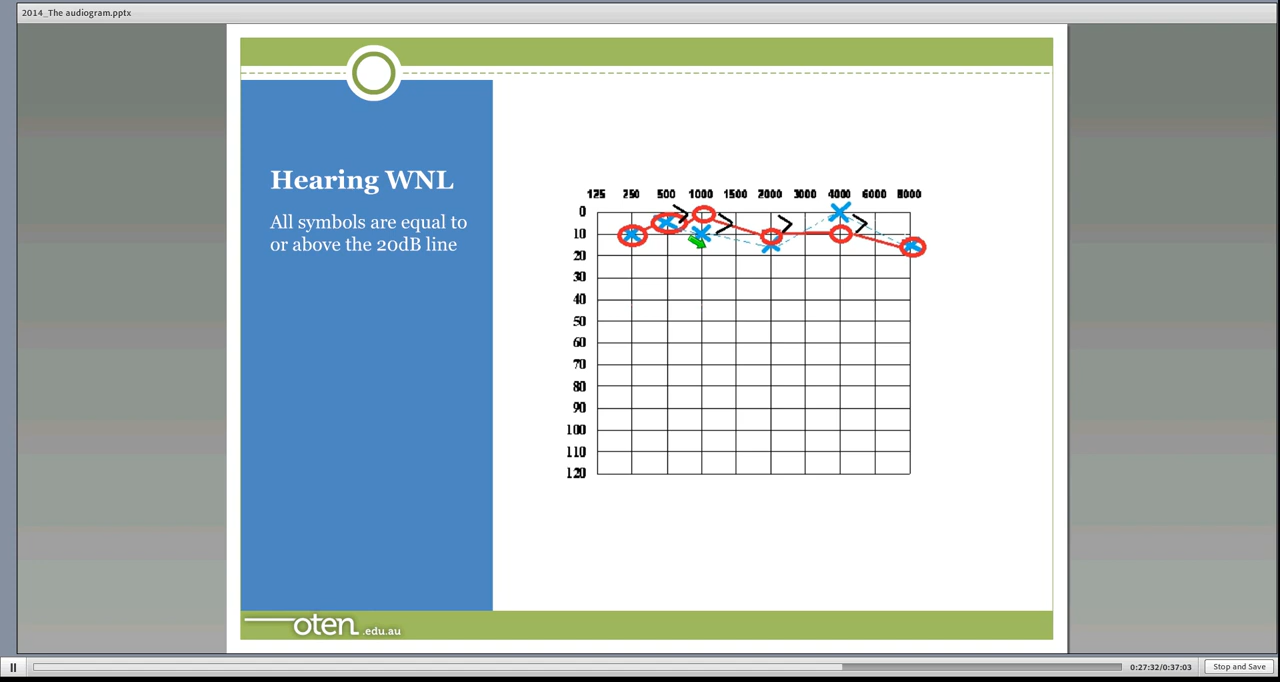 2014_The audiogram.pptx
Hearing WNL
All symbols are equal to
or above the 20dB line
125 250 500 1000 1500 2000 3000 4000 6000 8000
0
10
20
30
40
50
60
70
80
90
100
110
120
oten.edu.au
0:27:32/0:37:03
Stop and Save